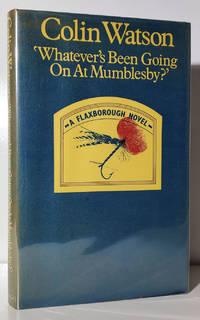 Colin Watson
‘Whatever's Been Going
On At Mumblesby?’
A FLAXBOROUGH NOVEL